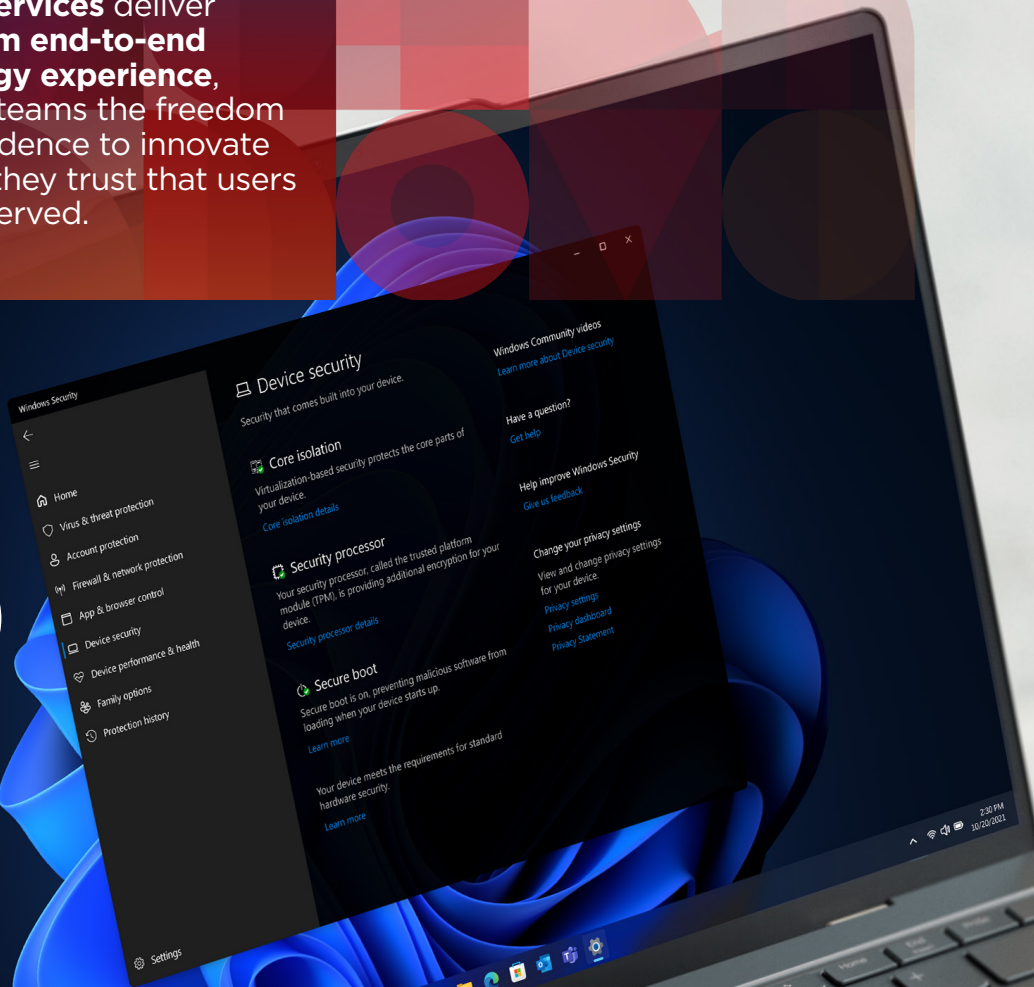 ervices deliver
m end-to-end
gy experience,
teams the freedom
dence to innovate
they trust that users
erved.
Windows Security
Home
Virus & threat protection
Account protection
Firewall & network protection
App & browser control
Device security
Device performance & health
Family options
Protection history
Settings
Device security
Security that comes built into your device.
Core isolation
Virtualization-based security protects the core parts of
your device.
Core isolation details
Security processor
Your security processor, called the trusted platform
module (TPM), is providing additional encryption for your
device.
Security processor details
Secure boot
Secure boot is on, preventing malicious software from
loading when your device starts up.
Learn more
Your device meets the requirements for standard
hardware security.
Learn more
Windows Community videos
Learn more about Device security
Have a question?
Get help
Help improve Windows Security
Give us feedback
Change your privacy settings
View and change privacy settings
for your device.
Privacy settings
Privacy dashboard
Privacy Statement
2:30 PM
10/20/2021
Home
End